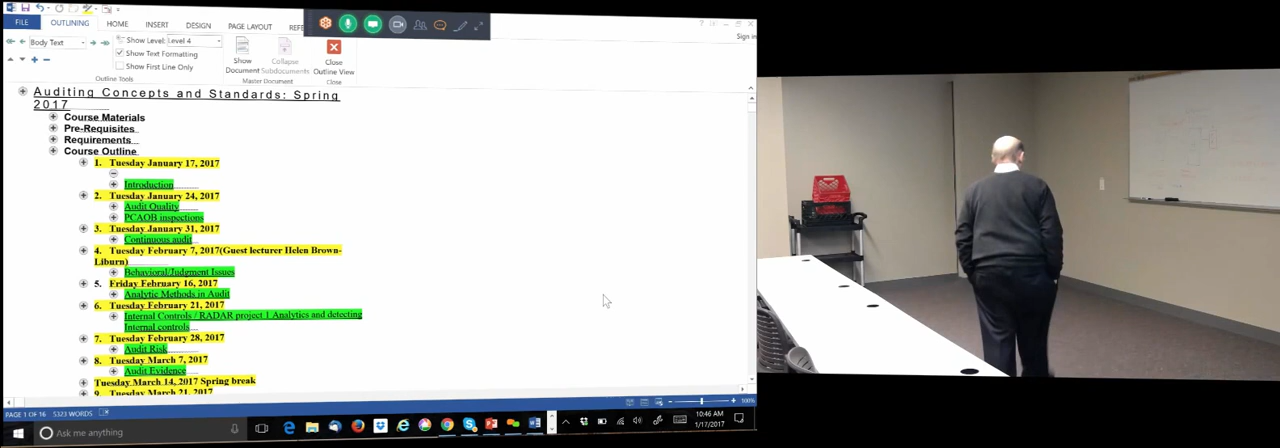 FILE OUTLINING HOME INSERT DESIGN PAGE LAYOUT REFE
Sign in
Body Text
Show Level: Level 4
Show Text Formatting
Show First Line Only
Outline Tools
Show Document
Collapse Subdocuments
Master Document
Close Outline View
Close
Auditing Concepts and Standards: Spring
2017
Course Materials
Pre-Requisites
Requirements
Course Outline
1. Tuesday January 17, 2017
Introduction
2. Tuesday January 24, 2017
Audit Quality
PCAOB inspections
3. Tuesday January 31, 2017
Continuous audit
4. Tuesday February 7, 2017(Guest lecturer Helen Brown-
Liburn)
Behavioral/Judgment Issues
5. Friday February 16, 2017
Analytic Methods in Audit
6. Tuesday February 21, 2017
Internal Controls / RADAR project 1 Analytics and detecting
Internal controls
7. Tuesday February 28, 2017
Audit Risk
8. Tuesday March 7, 2017
Audit Evidence
Tuesday March 14, 2017 Spring break
9. Tuesday March 21, 2017
PAGE 1 OF 16 5323 WORDS
100%
Ask me anything
10:46 AM
1/17/2017